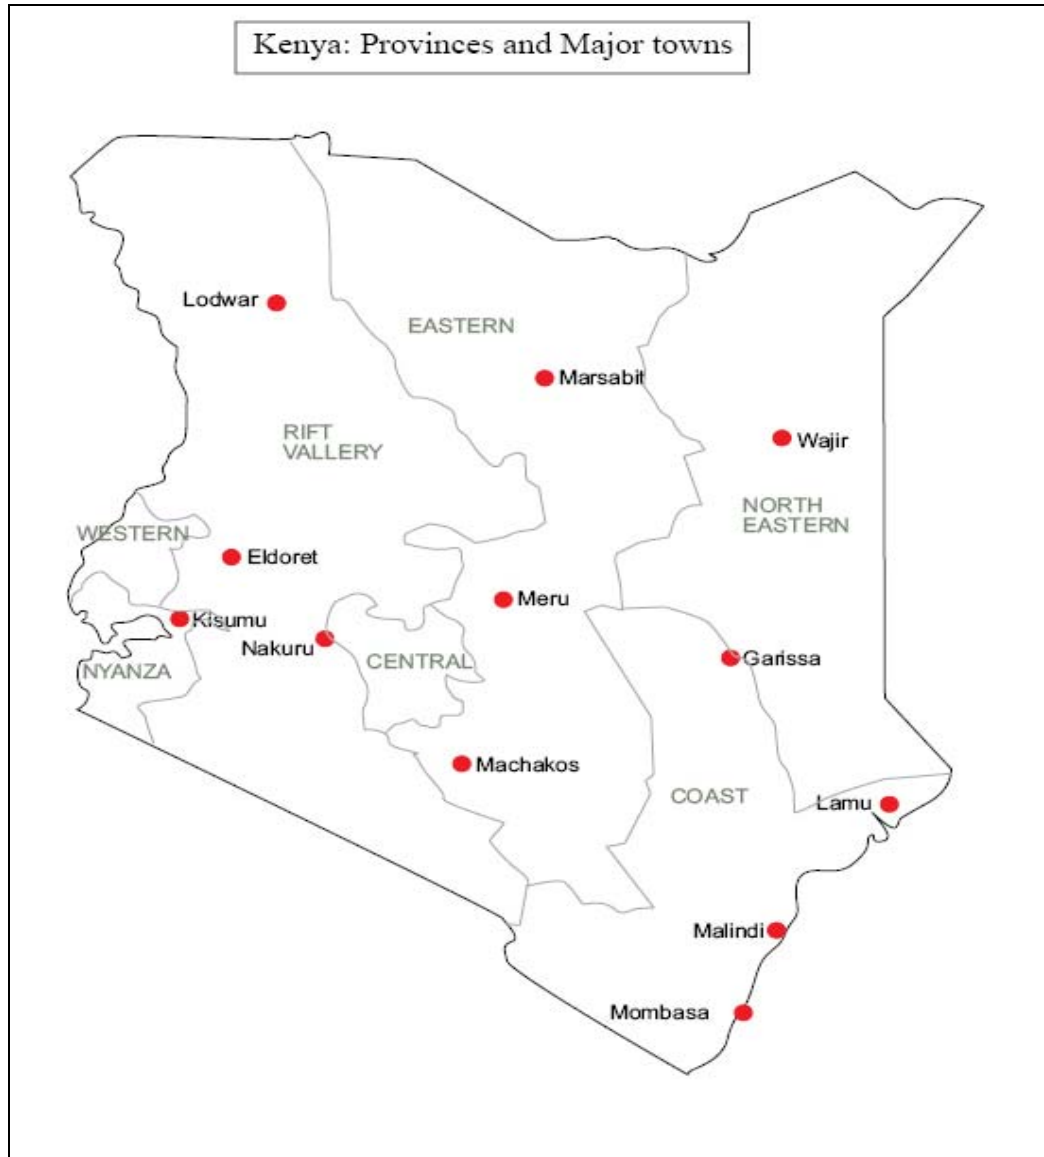 Kenya: Provinces and Major towns
Lodwar
EASTERN
Marsabit
RIFT
VALLERY
Wajir
NORTH
EASTERN
WESTERN
Eldoret
Meru
Kisumu
Nakuru
CENTRAL
Garissa
NYANZA
Machakos
COAST
Lamu
Malindi
Mombasa